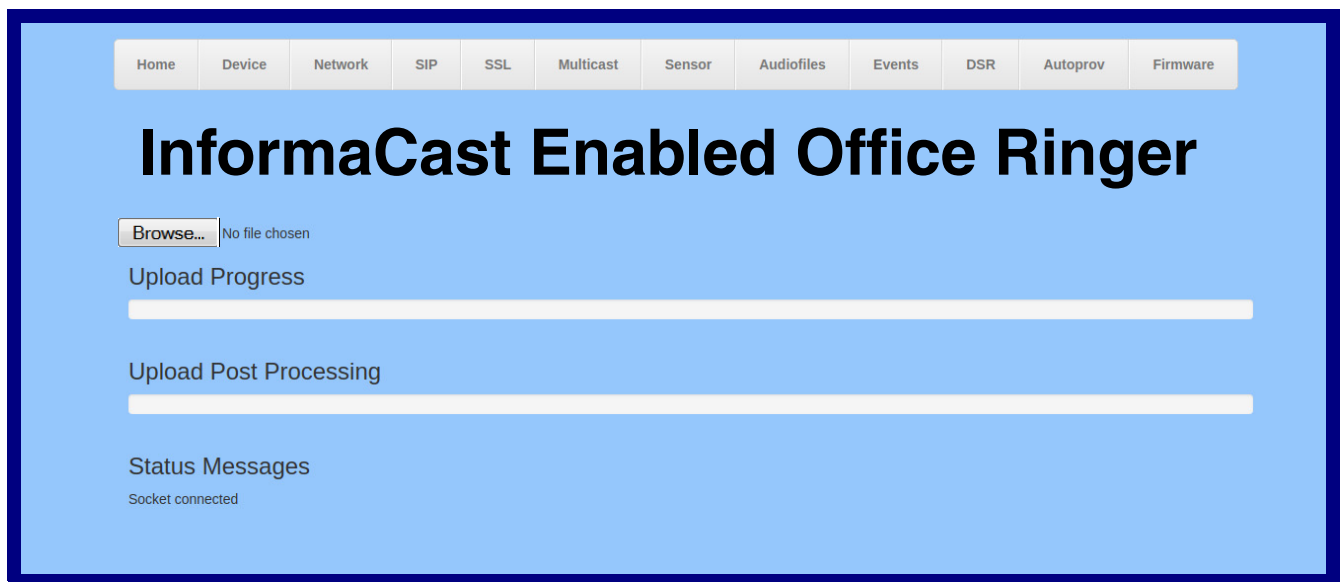 Home Device Network SIP SSL Multicast Sensor Audiofiles Events DSR Autoprov Firmware
InformaCast Enabled Office Ringer
Browse... No file chosen
Upload Progress
Upload Post Processing
Status Messages
Socket connected